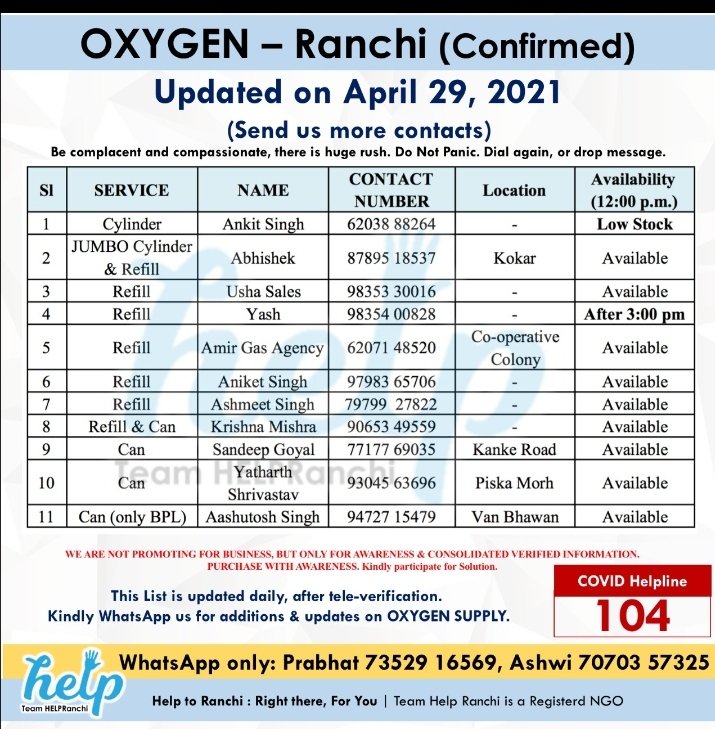 OXYGEN – Ranchi (Confirmed)
Updated on April 29, 2021
(Send us more contacts)
Be complacent and compassionate, there is huge rush. Do Not Panic. Dial again, or drop message.
Sl SERVICE NAME CONTACT NUMBER Location Availability (12:00 p.m.)
1 Cylinder Ankit Singh 62038 88264 - Low Stock
2 JUMBO Cylinder & Refill Abhishek 87895 18537 Kokar Available
3 Refill Usha Sales 98353 30016 - Available
4 Refill Yash 98354 00828 - After 3:00 pm
5 Refill Amir Gas Agency 62071 48520 Co-operative Colony Available
6 Refill Aniket Singh 97983 65706 - Available
7 Refill Ashmeet Singh 79799 27822 - Available
8 Refill & Can Krishna Mishra 90653 49559 - Available
9 Can Sandeep Goyal 77177 69035 Kanke Road Available
10 Can Yatharth Shrivastav 93045 63696 Piska Morh Available
11 Can (only BPL) Aashutosh Singh 94727 15479 Van Bhawan Available
help
Team HELPRanchi
WE ARE NOT PROMOTING FOR BUSINESS, BUT ONLY FOR AWARENESS & CONSOLIDATED VERIFIED INFORMATION.
PURCHASE WITH AWARENESS. Kindly participate for Solution.
This List is updated daily, after tele-verification.
Kindly WhatsApp us for additions & updates on OXYGEN SUPPLY.
COVID Helpline
104
WhatsApp only: Prabhat 73529 16569, Ashwi 70703 57325
help
Team HELPRanchi
Help to Ranchi : Right there, For You | Team Help Ranchi is a Registerd NGO